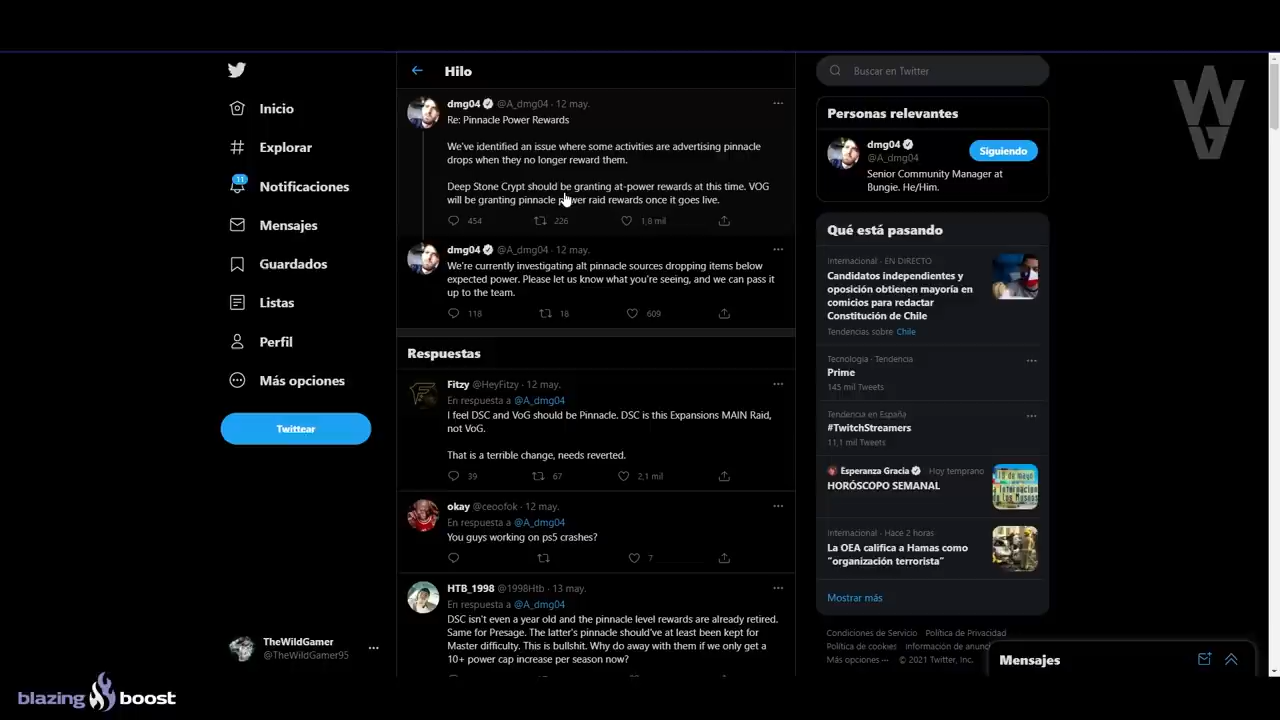 Hilo
Buscar en Twitter
Inicio
Explorar
11
Notificaciones
Mensajes
Guardados
Listas
Perfil
Más opciones
Twittear
TheWildGamer
@TheWildGamer95
dmg04 @A_dmg04 · 12 may.
Re: Pinnacle Power Rewards
We've identified an issue where some activities are advertising pinnacle
drops when they no longer reward them.
Deep Stone Crypt should be granting at-power rewards at this time. VOG
will be granting pinnacle power raid rewards once it goes live.
454 226 1,8 mil
dmg04 @A_dmg04 · 12 may.
We're currently investigating alt pinnacle sources dropping items below
expected power. Please let us know what you're seeing, and we can pass it
up to the team.
118 18 609
Respuestas
Fitzy @HeyFitzy · 12 may.
En respuesta a @A_dmg04
I feel DSC and VoG should be Pinnacle. DSC is this Expansions MAIN Raid,
not VoG.
That is a terrible change, needs reverted.
39 67 2,1 mil
okay @ceoofok · 12 may.
En respuesta a @A_dmg04
You guys working on ps5 crashes?
7
HTB_1998 @1998Htb · 13 may.
En respuesta a @A_dmg04
DSC isn't even a year old and the pinnacle level rewards are already retired.
Same for Presage. The latter's pinnacle should've at least been kept for
Master difficulty. This is bullshit. Why do away with them if we only get a
10+ power cap increase per season now?
Personas relevantes
dmg04
@A_dmg04
Siguiendo
Senior Community Manager at
Bungie. He/Him.
Qué está pasando
Internacional · EN DIRECTO
Candidatos independientes y
oposición obtienen mayoría en
comicios para redactar
Constitución de Chile
Tendencias sobre Chile
Tecnología · Tendencia
Prime
145 mil Tweets
Tendencia en España
#TwitchStreamers
11,1 mil Tweets
Esperanza Gracia Hoy temprano
HORÓSCOPO SEMANAL
Internacional · Hace 2 horas
La OEA califica a Hamas como
"organización terrorista"
Mostrar más
Condiciones de Servicio Política de Privacidad
Política de cookies Información de anunc
Más opciones ··· © 2021 Twitter, Inc.
Mensajes
blazing boost